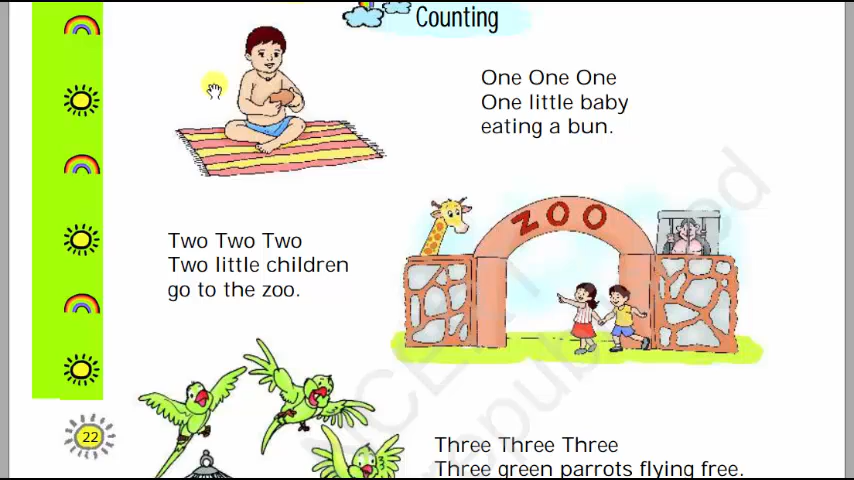 Counting
One One One
One little baby
eating a bun.
ZOO
Two Two Two
Two little children
go to the zoo.
22
Three Three Three
Three green parrots flying free.